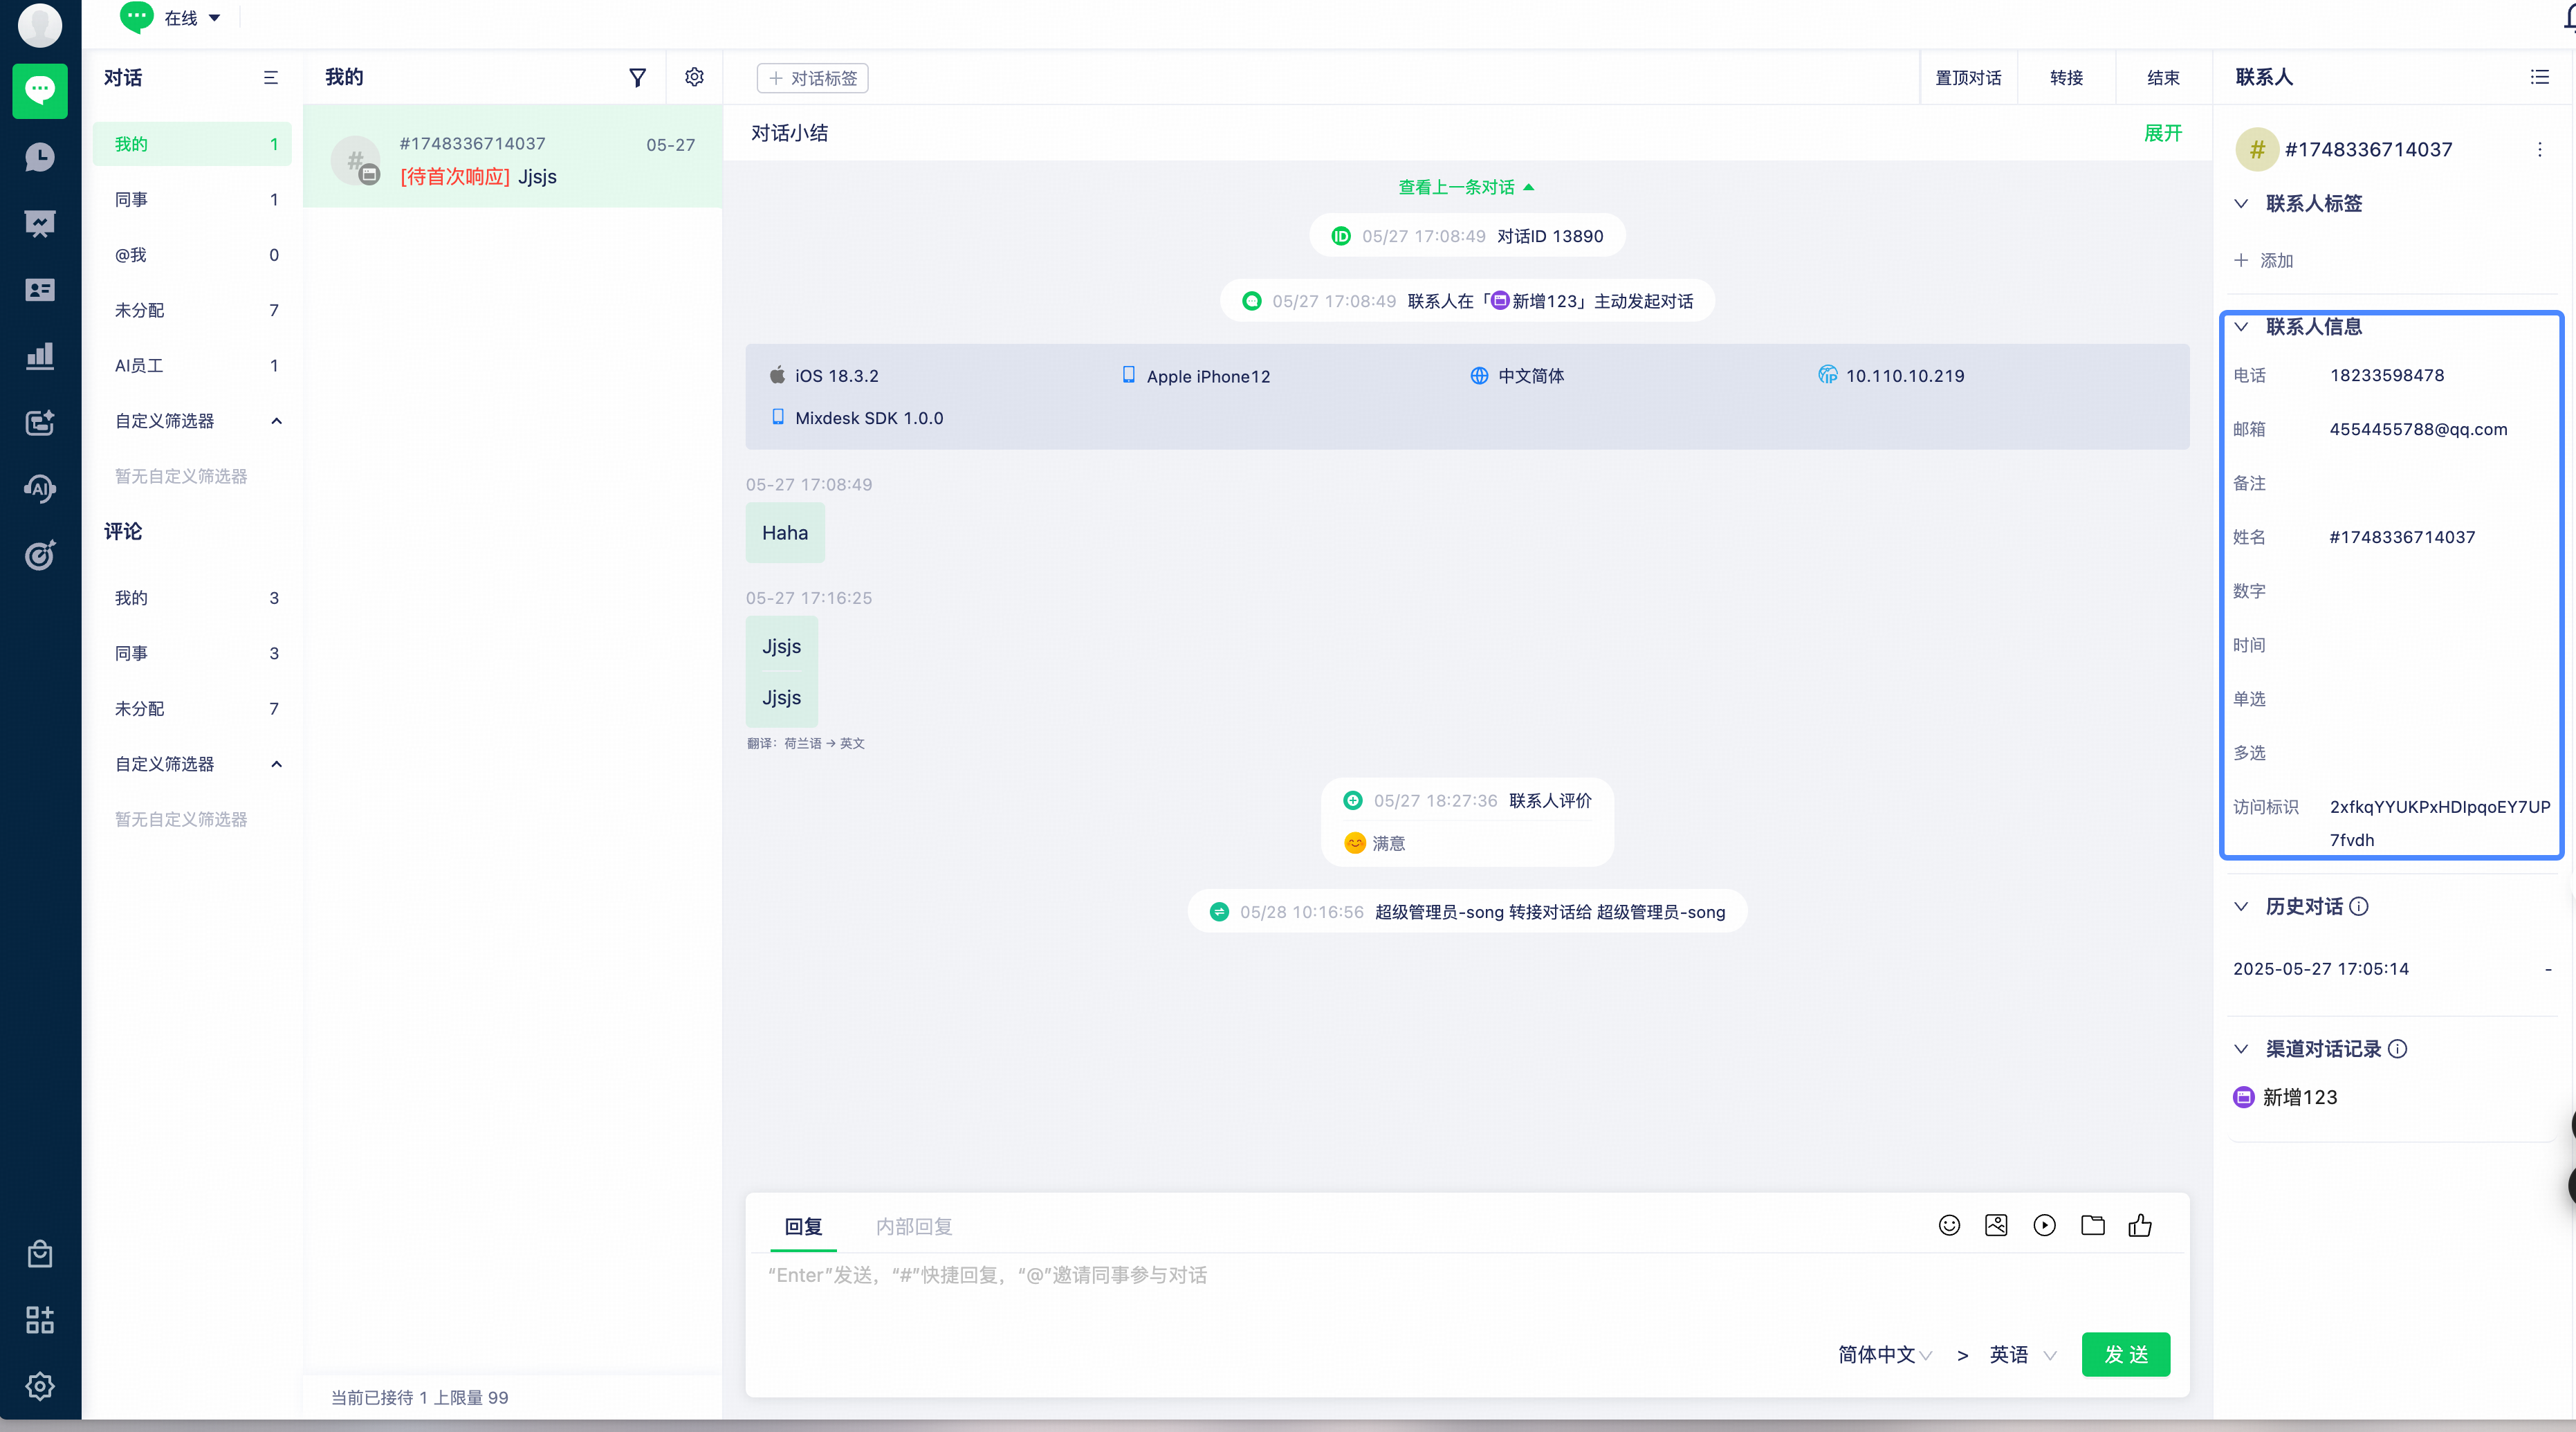 在线
对话
我的 1
同事 1
@我 0
未分配 7
AI员工 1
自定义筛选器
暂无自定义筛选器
评论
我的 3
同事 3
未分配 7
自定义筛选器
暂无自定义筛选器
我的
#1748336714037 05-27
[待首次响应] Jjsjs
当前已接待 1 上限量 99
+ 对话标签
置顶对话 转接 结束
对话小结 展开
查看上一条对话
ID 05/27 17:08:49 对话ID 13890
05/27 17:08:49 联系人在「新增123」主动发起对话
iOS 18.3.2 Apple iPhone12 中文简体 IP 10.110.10.219
Mixdesk SDK 1.0.0
05-27 17:08:49
Haha
05-27 17:16:25
Jjsjs
Jjsjs
翻译：荷兰语 → 英文
05/27 18:27:36 联系人评价
满意
05/28 10:16:56 超级管理员-song 转接对话给 超级管理员-song
回复 内部回复
“Enter”发送，“#”快捷回复，“@”邀请同事参与对话
简体中文 > 英语 发送
联系人
# #1748336714037
联系人标签
+ 添加
联系人信息
电话 18233598478
邮箱 4554455788@qq.com
备注
姓名 #1748336714037
数字
时间
单选
多选
访问标识 2xfkqYYUKPxHDIpqoEY7UP
7fvdh
历史对话
2025-05-27 17:05:14 -
渠道对话记录
新增123